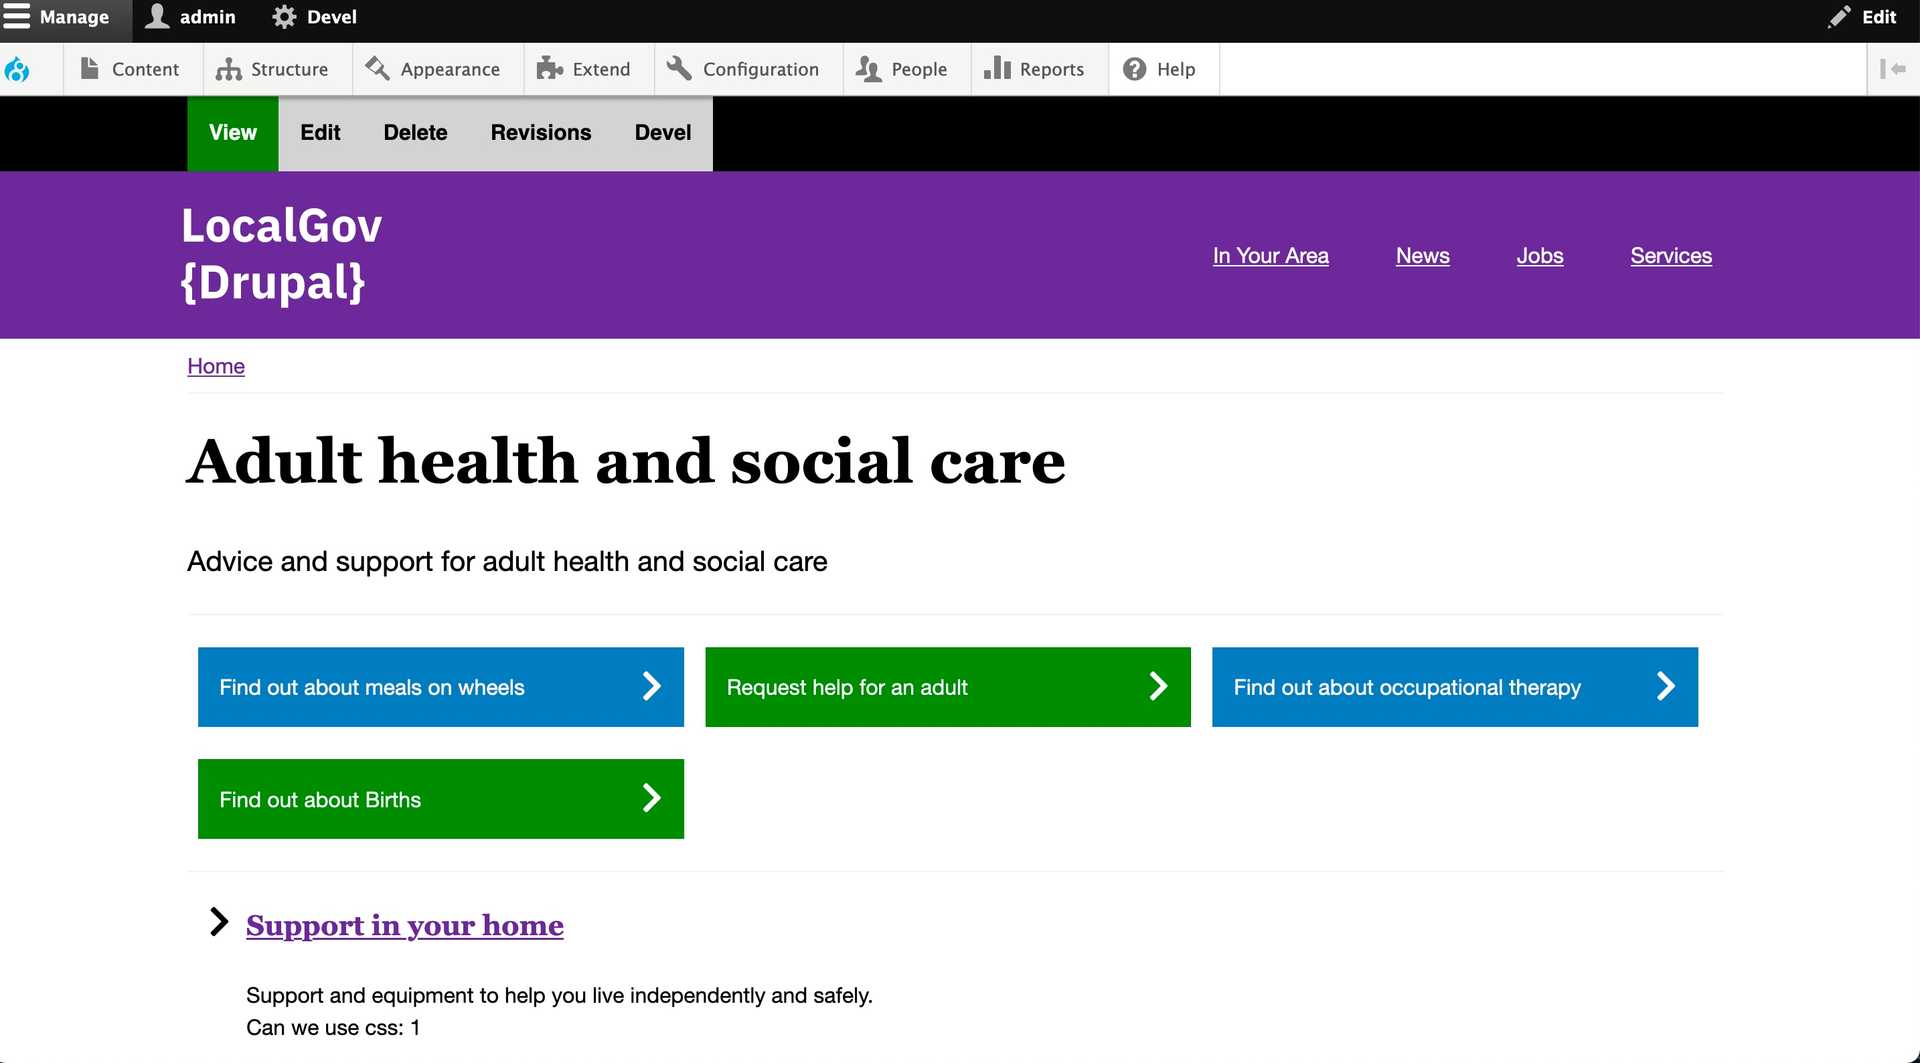 Manage admin Devel Edit
Content Structure Appearance Extend Configuration People Reports Help
View Edit Delete Revisions Devel
LocalGov
{Drupal}
In Your Area News Jobs Services
Home
Adult health and social care
Advice and support for adult health and social care
Find out about meals on wheels Request help for an adult Find out about occupational therapy
Find out about Births
Support in your home
Support and equipment to help you live independently and safely.
Can we use css: 1